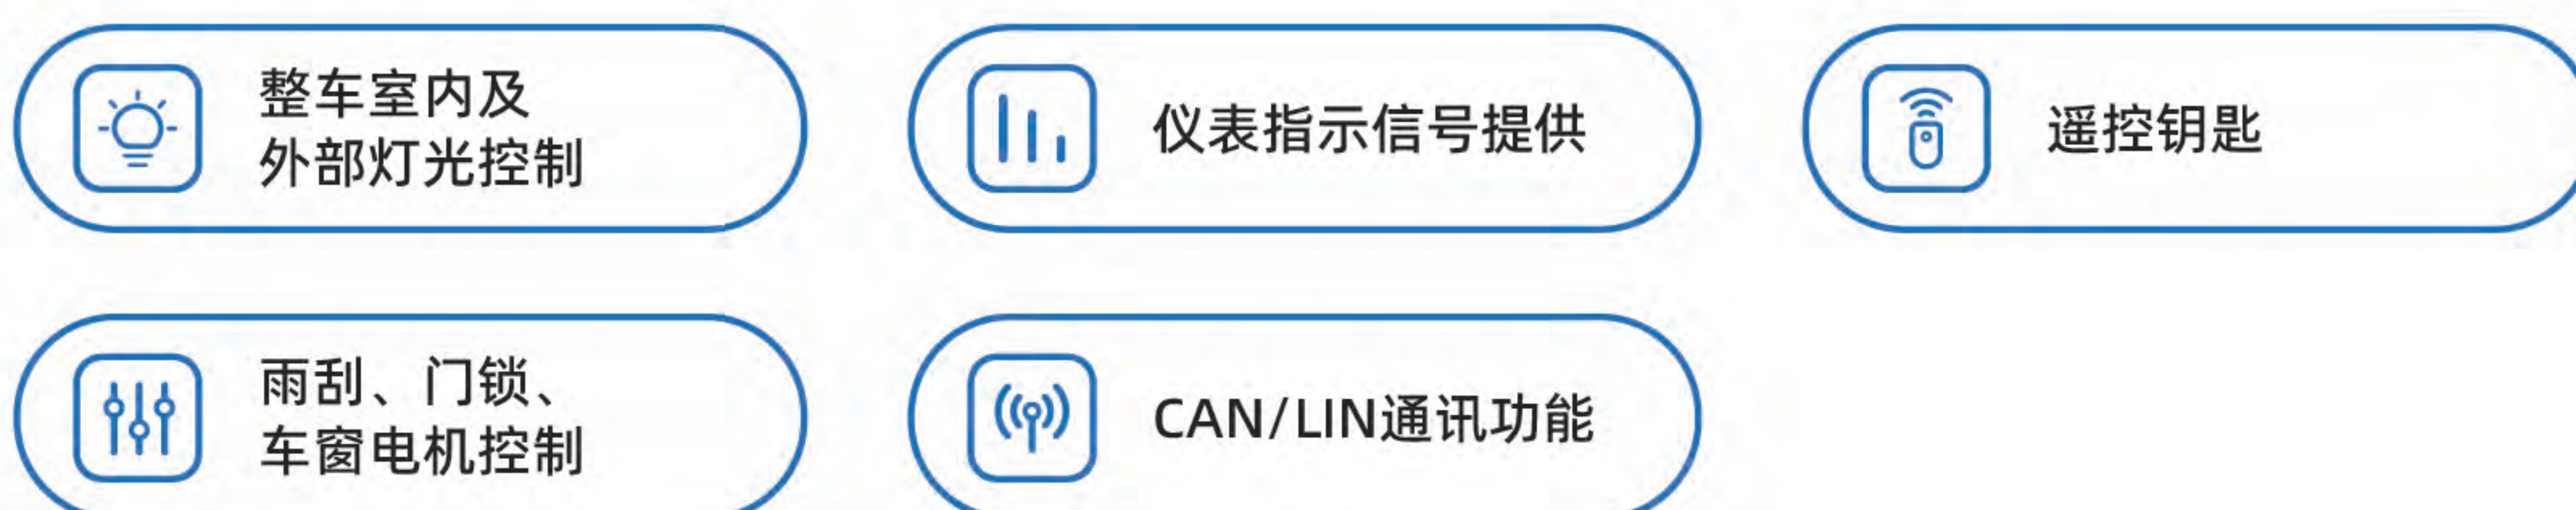 整车室内及
外部灯光控制
仪表指示信号提供
遥控钥匙
雨刮、门锁、
车窗电机控制
CAN/LIN通讯功能